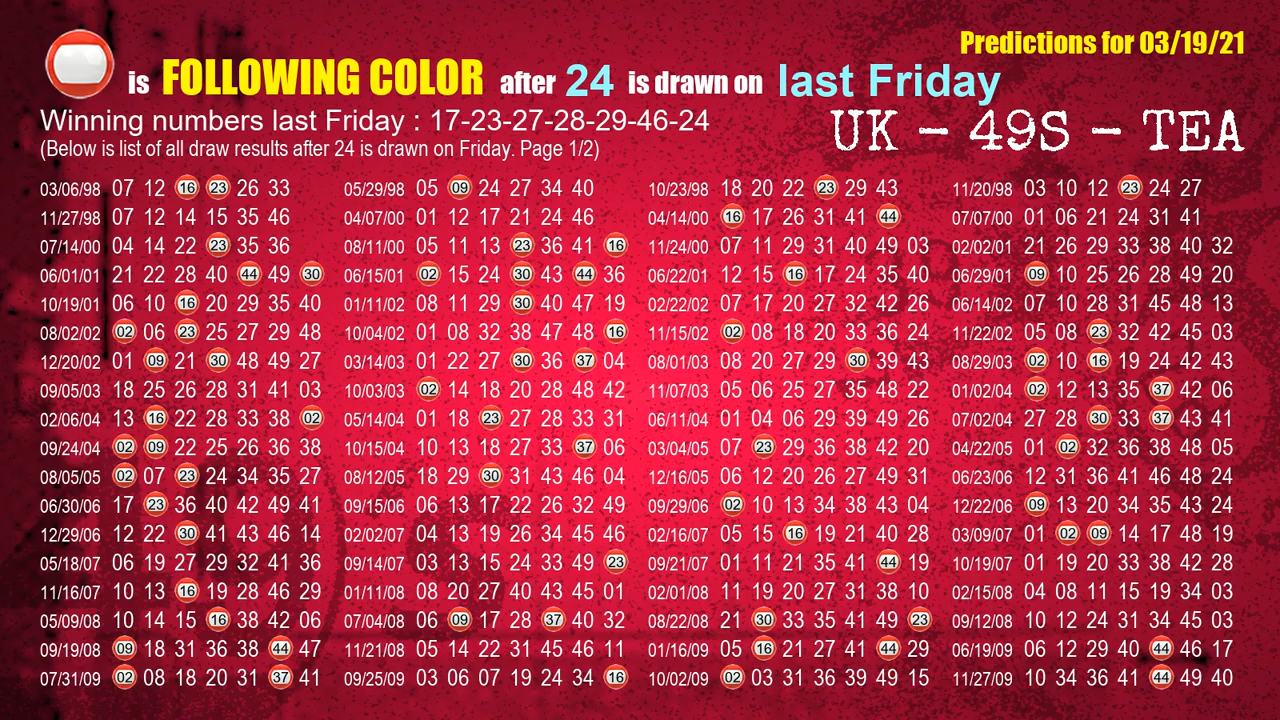 Predictions for 03/19/21
is FOLLOWING COLOR after 24 is drawn on last Friday
Winning numbers last Friday : 17-23-27-28-29-46-24
UK - 49S - TEA
(Below is list of all draw results after 24 is drawn on Friday. Page 1/2)
03/06/98 07 12 16 23 26 33 05/29/98 05 09 24 27 34 40 10/23/98 18 20 22 23 29 43 11/20/98 03 10 12 23 24 27
11/27/98 07 12 14 15 35 46 04/07/00 01 12 17 21 24 46 04/14/00 16 17 26 31 41 44 07/07/00 01 06 21 24 31 41
07/14/00 04 14 22 23 35 36 08/11/00 05 11 13 23 36 41 16 11/24/00 07 11 29 31 40 49 03 02/02/01 21 26 29 33 38 40 32
06/01/01 21 22 28 40 44 49 30 06/15/01 02 15 24 30 43 44 36 06/22/01 12 15 16 17 24 35 40 06/29/01 09 10 25 26 28 49 20
10/19/01 06 10 16 20 29 35 40 01/11/02 08 11 29 30 40 47 19 02/22/02 07 17 20 27 32 42 26 06/14/02 07 10 28 31 45 48 13
08/02/02 02 06 23 25 27 29 48 10/04/02 01 08 32 38 47 48 16 11/15/02 02 08 18 20 33 36 24 11/22/02 05 08 23 32 42 45 03
12/20/02 01 09 21 30 48 49 27 03/14/03 01 22 27 30 36 37 04 08/01/03 08 20 27 29 30 39 43 08/29/03 02 10 16 19 24 42 43
09/05/03 18 25 26 28 31 41 03 10/03/03 02 14 18 20 28 48 42 11/07/03 05 06 25 27 35 48 22 01/02/04 02 12 13 35 37 42 06
02/06/04 13 16 22 28 33 38 02 05/14/04 01 18 23 27 28 33 31 06/11/04 01 04 06 29 39 49 26 07/02/04 27 28 30 33 37 43 41
09/24/04 02 09 22 25 26 36 38 10/15/04 10 13 18 27 33 37 06 03/04/05 07 23 29 36 38 42 20 04/22/05 01 02 32 36 38 48 05
08/05/05 02 07 23 24 34 35 27 08/12/05 18 29 30 31 43 46 04 12/16/05 06 12 20 26 27 49 31 06/23/06 12 31 36 41 46 48 24
06/30/06 17 23 36 40 42 49 41 09/15/06 06 13 17 22 26 32 49 09/29/06 02 10 13 34 38 43 04 12/22/06 09 13 20 34 35 43 24
12/29/06 12 22 30 41 43 46 14 02/02/07 04 13 19 26 34 45 46 02/16/07 05 15 16 19 21 40 28 03/09/07 01 02 09 14 17 48 19
05/18/07 06 19 27 29 32 41 36 09/14/07 03 13 15 24 33 49 23 09/21/07 01 11 21 35 41 44 19 10/19/07 01 19 20 33 38 42 28
11/16/07 10 13 16 19 28 46 29 01/11/08 08 20 27 40 43 45 01 02/01/08 11 19 20 27 31 38 10 02/15/08 04 08 11 15 19 34 03
05/09/08 10 14 15 16 38 42 06 07/04/08 06 09 17 28 37 40 32 08/22/08 21 30 33 35 41 49 23 09/12/08 10 12 24 31 34 45 03
09/19/08 09 18 31 36 38 44 47 11/21/08 05 14 22 31 45 46 11 01/16/09 05 16 21 27 41 44 29 06/19/09 06 12 29 40 44 46 17
07/31/09 02 08 18 20 31 37 41 09/25/09 03 06 07 19 24 34 16 10/02/09 02 03 31 36 39 49 15 11/27/09 10 34 36 41 44 49 40